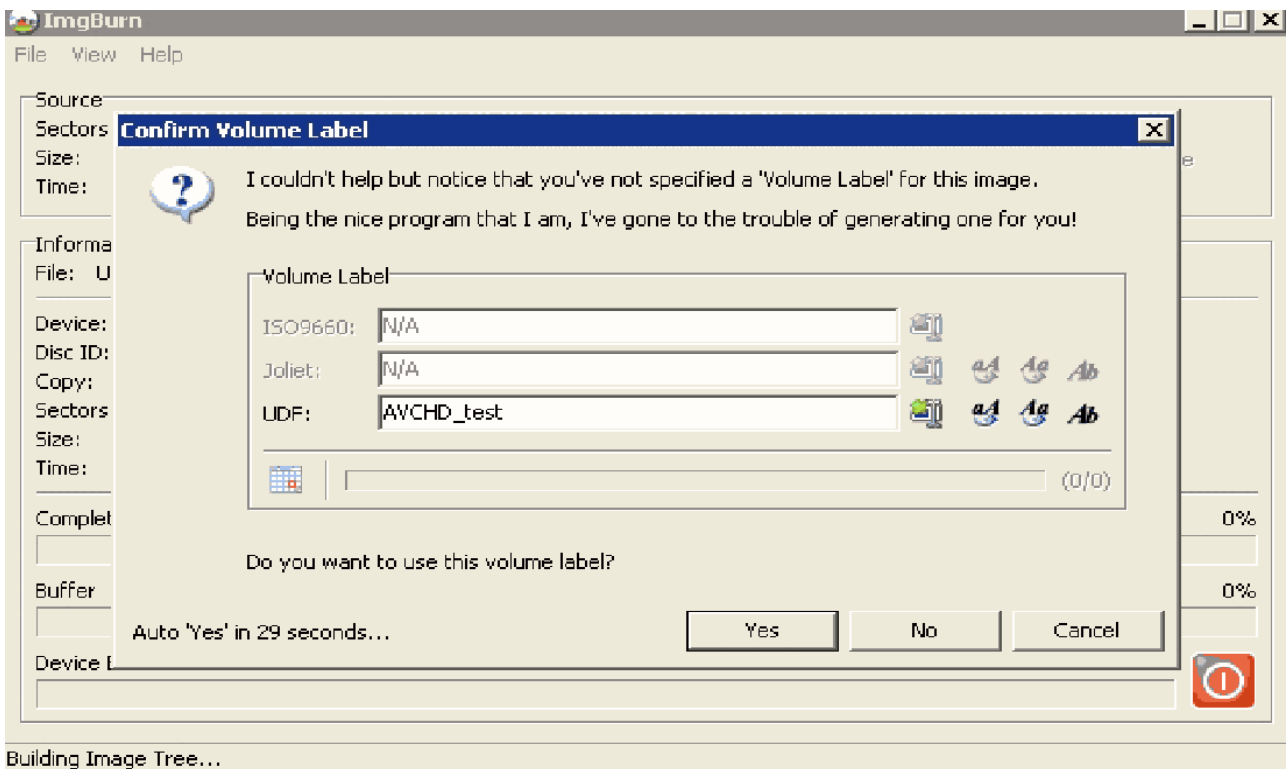 ImgBurn
File View Help
Source
Sectors
Size:
Time:
Confirm Volume Label
I couldn't help but notice that you've not specified a 'Volume Label' for this image.
Being the nice program that I am, I've gone to the trouble of generating one for you!
Volume Label
ISO9660: N/A
Joliet: N/A
UDF: AVCHD_test
(0/0)
Do you want to use this volume label?
Auto 'Yes' in 29 seconds...
Yes No Cancel
Informa
File: U
Device:
Disc ID:
Copy:
Sectors
Size:
Time:
Complet 0%
Buffer 0%
Device
Building Image Tree...